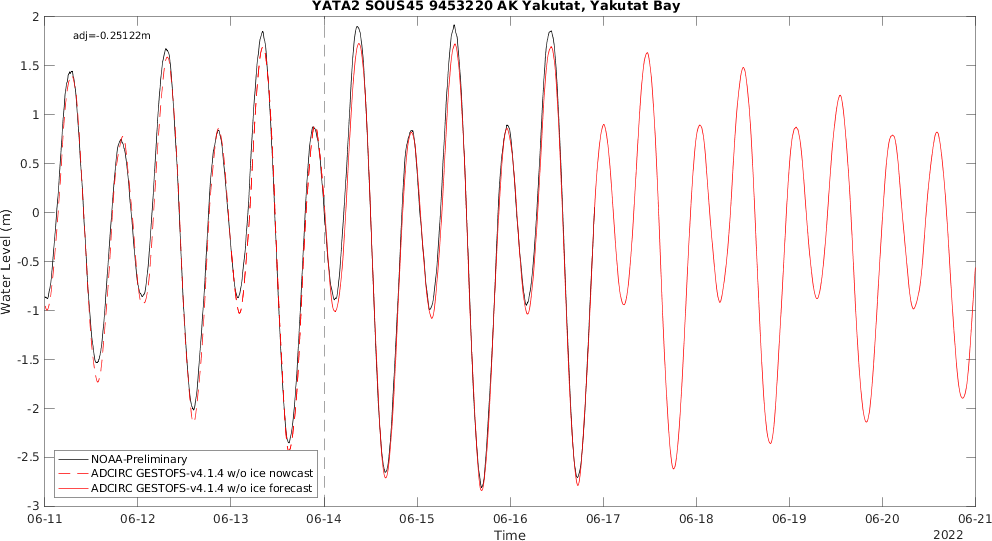 YATA2 SOUS45 9453220 AK Yakutat, Yakutat Bay
adj=-0.25122m
2
1.5
1
0.5
0
-0.5
-1
-1.5
-2
-2.5
-3
Water Level (m)
NOAA-Preliminary
ADCIRC GESTOFS-v4.1.4 w/o ice nowcast
ADCIRC GESTOFS-v4.1.4 w/o ice forecast
06-11 06-12 06-13 06-14 06-15 06-16 06-17 06-18 06-19 06-20 06-21
Time
2022